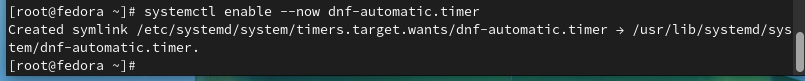 [root@fedora ~]# systemctl enable --now dnf-automatic.timer
Created symlink /etc/systemd/system/timers.target.wants/dnf-automatic.timer → /usr/lib/systemd/sys
tem/dnf-automatic.timer.
[root@fedora ~]#